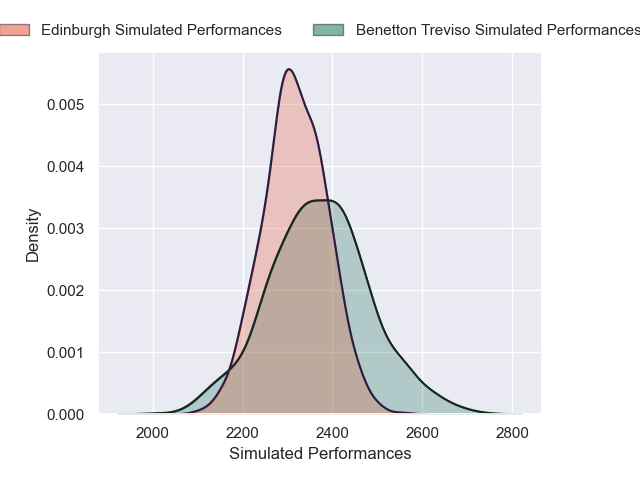 Edinburgh Simulated Performances Benetton Treviso Simulated Performances
0.005
0.004
0.003
0.002
0.001
0.000
Density
2000 2200 2400 2600 2800
Simulated Performances